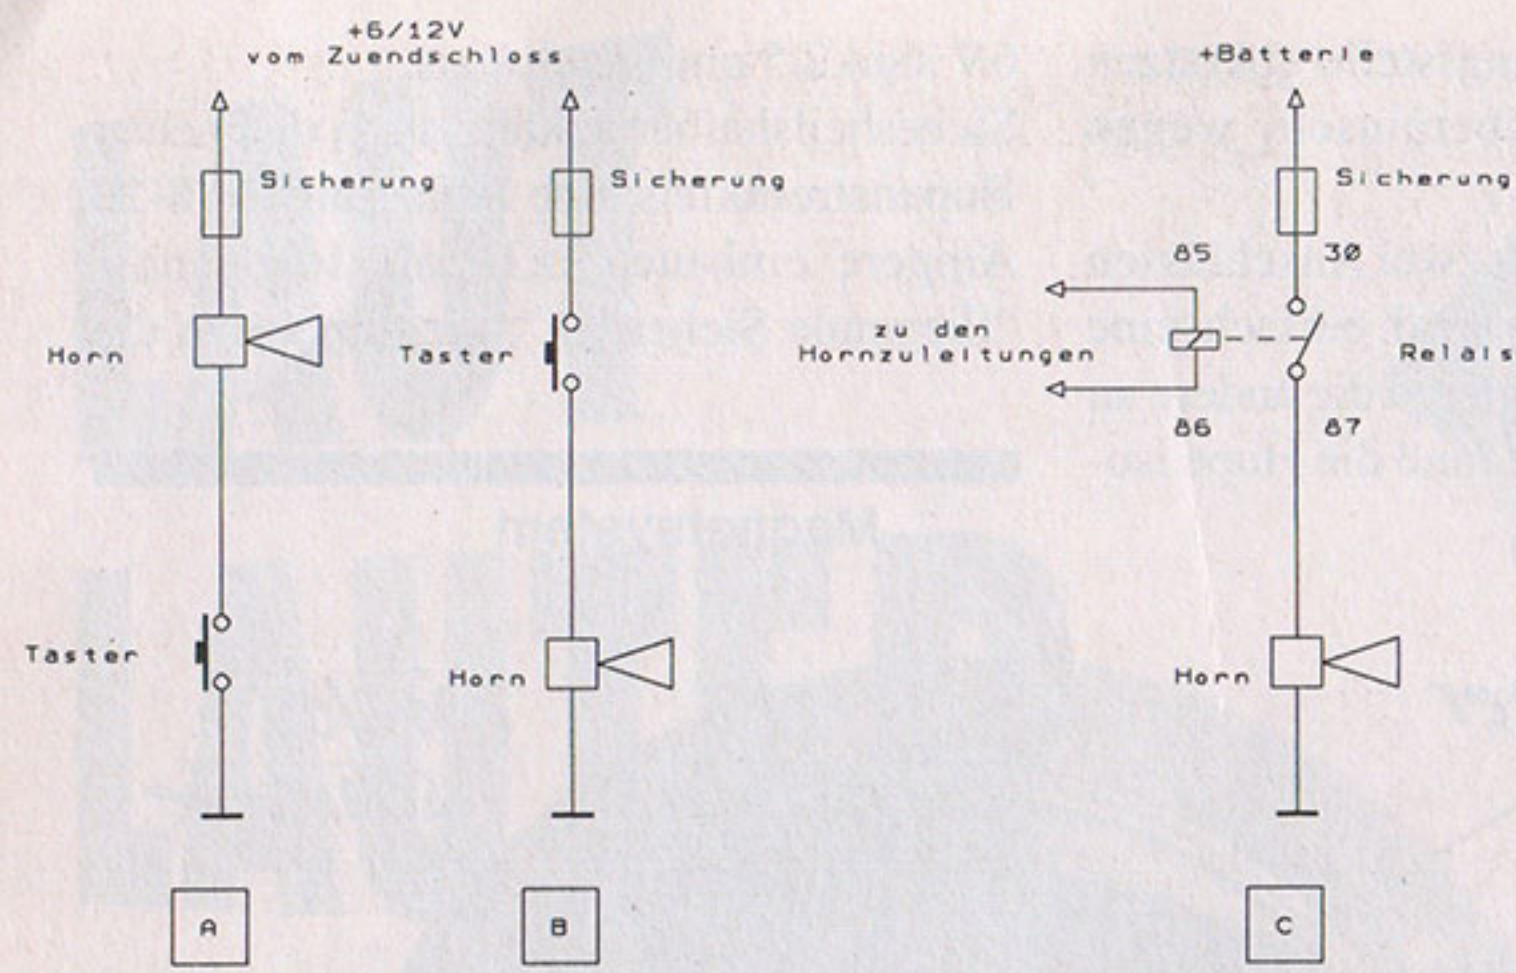 +6/12V
vom Zuendschloss
+Batterie
Sicherung
Sicherung
Sicherung
85
30
Horn
Taster
zu den
Hornzuleitungen
Relais
86
87
Taster
Horn
Horn
A
B
C